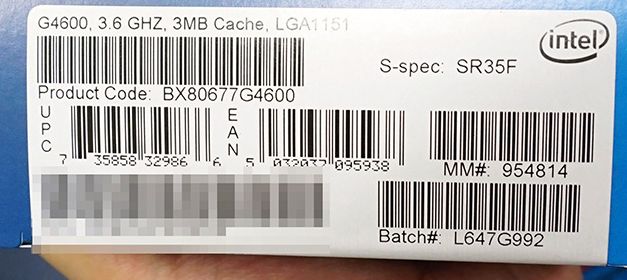 G4600, 3.6 GHZ, 3MB Cache, LGA1151
intel
S-spec: SR35F
Product Code: BX80677G4600
UPC
EAN
7 35858 32986 6
5 032037 095938
MM#: 954814
Batch#: L647G992